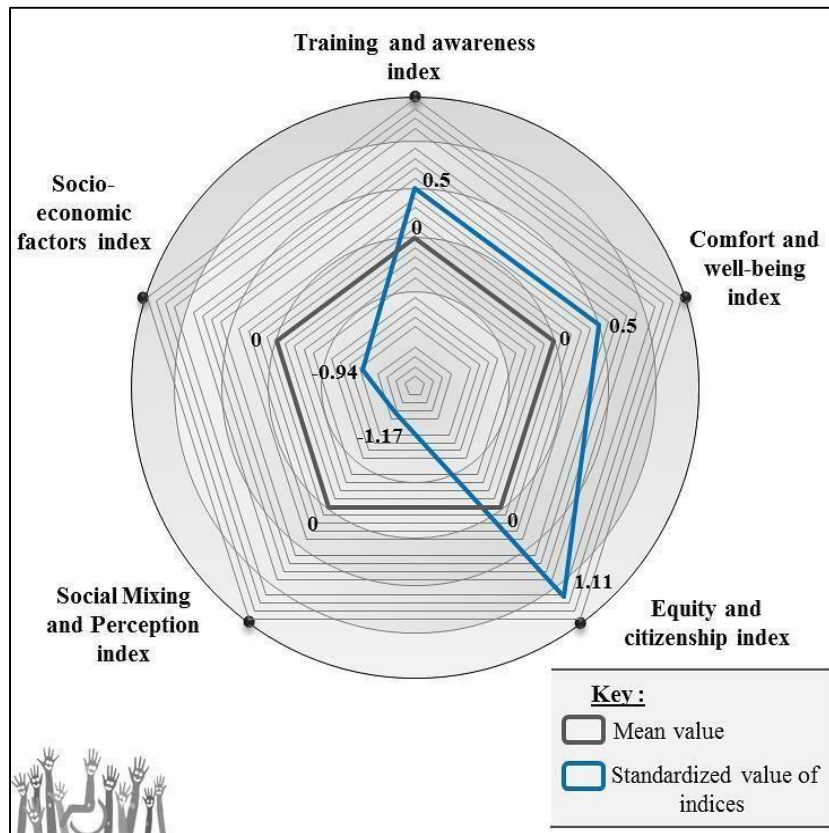 Training and awareness
index
0.5
0
Socio-
economic
factors index
Comfort and
well-being
index
0
0
0.5
-0.94
-1.17
0
0
1.11
Social Mixing
and Perception
index
Equity and
citizenship index
Key :
Mean value
Standardized value of
indices